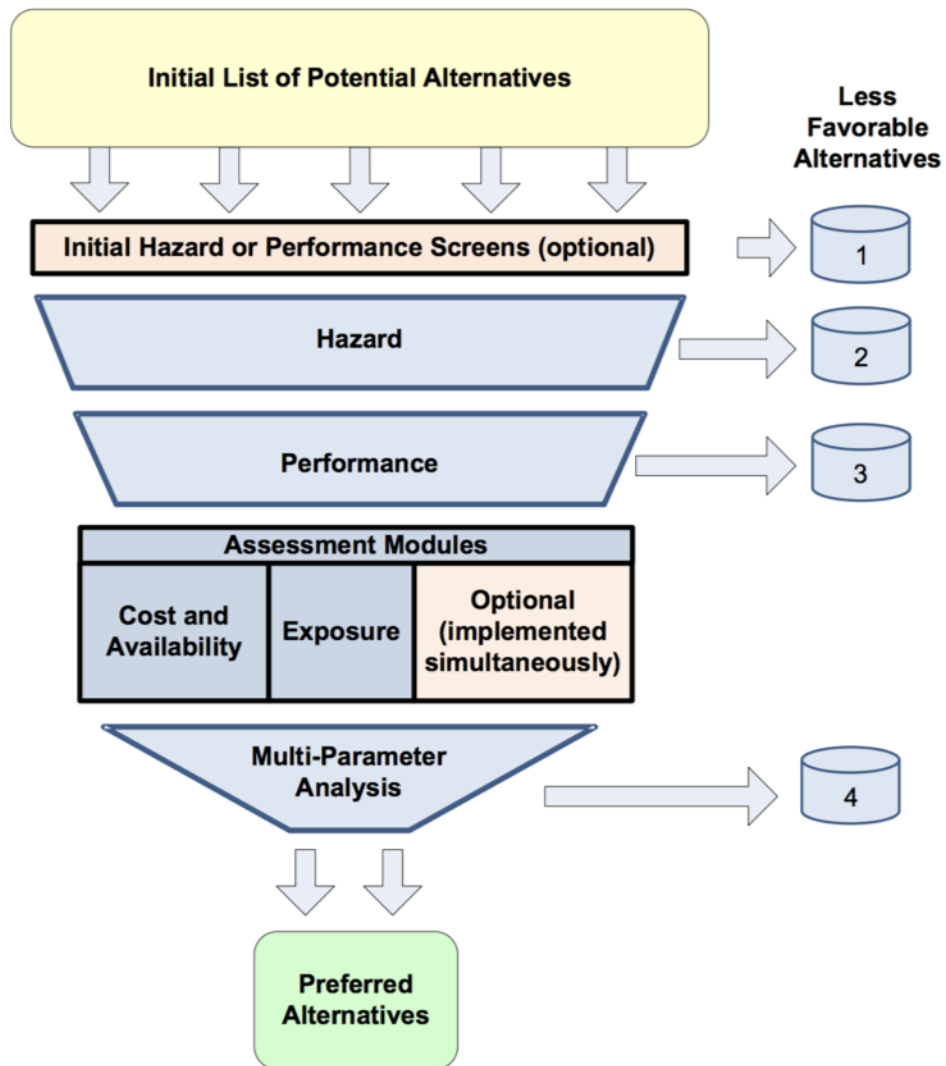 Initial List of Potential Alternatives
Less
Favorable
Alternatives
Initial Hazard or Performance Screens (optional)
1
Hazard
2
Performance
3
Assessment Modules
Cost and
Availability
Exposure
Optional
(implemented
simultaneously)
Multi-Parameter
Analysis
4
Preferred
Alternatives